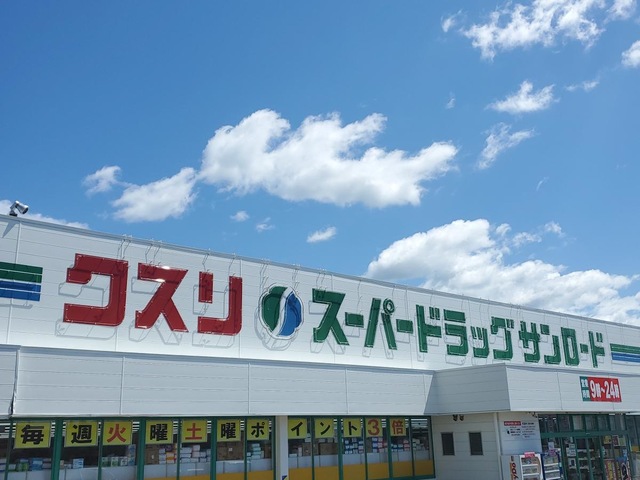 クスリ スーパードラッグ サンロード
9時〜24時
毎週火曜土曜ポイント3倍